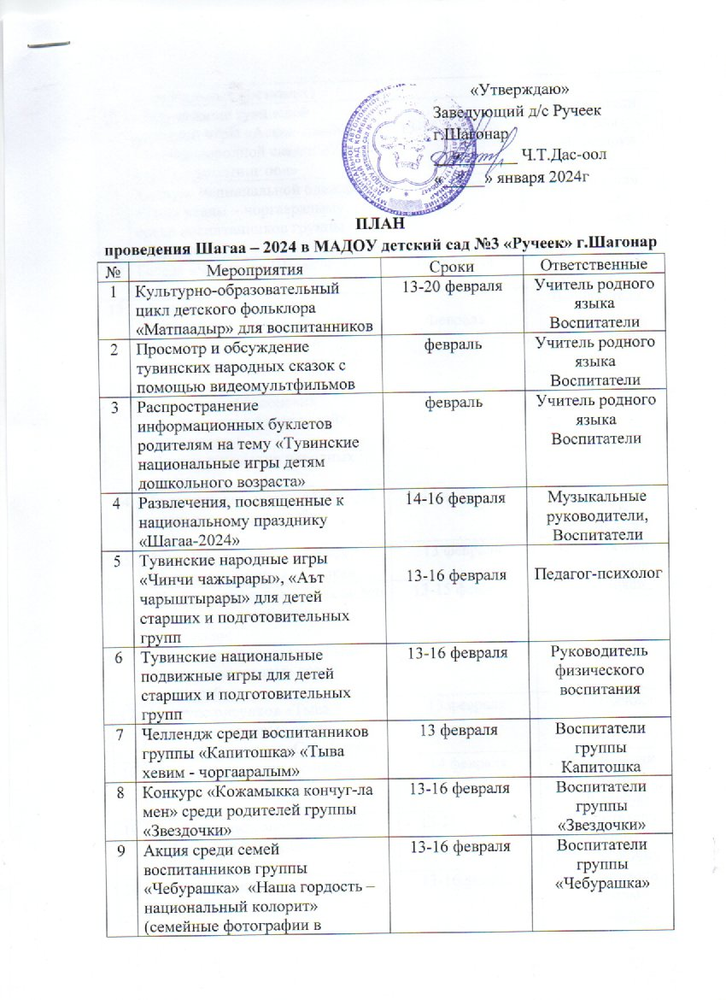 «Утверждаю»
Заведующий д/с Ручеек
г.Шагонар
__________ Ч.Т.Дас-оол
«____» января 2024г
ПЛАН
проведения Шагаа – 2024 в МАДОУ детский сад №3 «Ручеек» г.Шагонар
№ Мероприятия Сроки Ответственные
1 Культурно-образовательный 13-20 февраля Учитель родного
цикл детского фольклора языка
«Матпаадыр» для воспитанников Воспитатели
2 Просмотр и обсуждение февраль Учитель родного
тувинских народных сказок с языка
помощью видеомультфильмов Воспитатели
3 Распространение февраль Учитель родного
информационных буклетов языка
родителям на тему «Тувинские Воспитатели
национальные игры детям
дошкольного возраста»
4 Развлечения, посвященные к 14-16 февраля Музыкальные
национальному празднику руководители,
«Шагаа-2024» Воспитатели
5 Тувинские народные игры
«Чинчи чажырары», «Аът 13-16 февраля Педагог-психолог
чарыштырары» для детей
старших и подготовительных
групп
6 Тувинские национальные 13-16 февраля Руководитель
подвижные игры для детей физического
старших и подготовительных воспитания
групп
7 Челлендж среди воспитанников 13 февраля Воспитатели
группы «Капитошка» «Тыва группы
хевим - чоргааралым» Капитошка
8 Конкурс «Кожамыкка кончуг-ла 13-16 февраля Воспитатели
мен» среди родителей группы группы
«Звездочки» «Звездочки»
9 Акция среди семей 13-16 февраля Воспитатели
воспитанников группы группы
«Чебурашка» «Наша гордость – «Чебурашка»
национальный колорит»
(семейные фотографии в